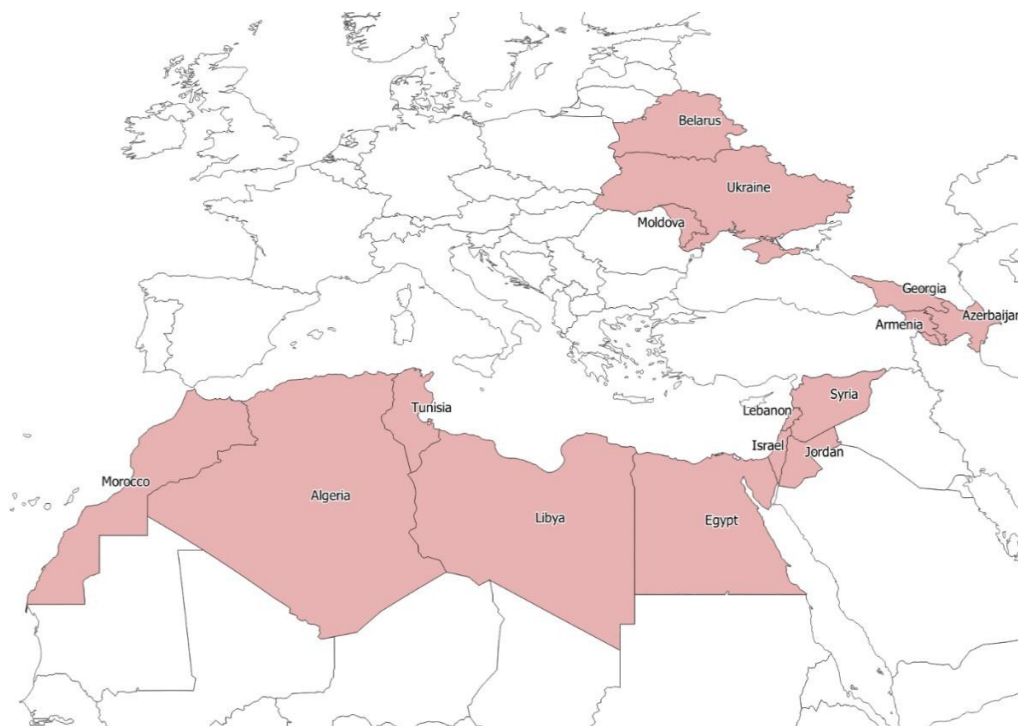 Belarus
Ukraine
Moldova
Georgia
Armenia
Azerbaijan
Syria
Lebanon
Tunisia
Israel
Jordan
Morocco
Algeria
Libya
Egypt